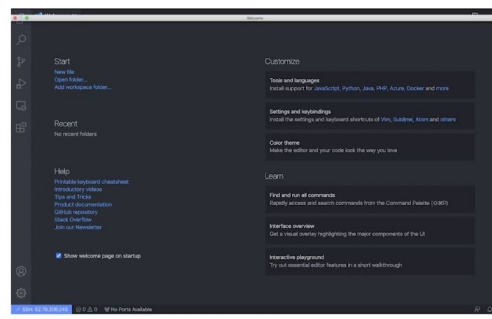 Welcome
Start
New file
Open folder...
Add workspace folder...
Recent
No recent folders
Help
Printable keyboard cheatsheet
Introductory videos
Tips and Tricks
Product documentation
GitHub repository
Stack Overflow
Join our Newsletter
Show welcome page on startup
Customize
Tools and languages
Install support for JavaScript, Python, Java, PHP, Azure, Docker and more
Settings and keybindings
Install the settings and keyboard shortcuts of Vim, Sublime, Atom and others
Color theme
Make the editor and your code look the way you love
Learn
Find and run all commands
Rapidly access and search commands from the Command Palette (⇧⌘P)
Interface overview
Get a visual overlay highlighting the major components of the UI
Interactive playground
Try out essential editor features in a short walkthrough
SSH: 52.78.206.249 0 0 No Ports Available